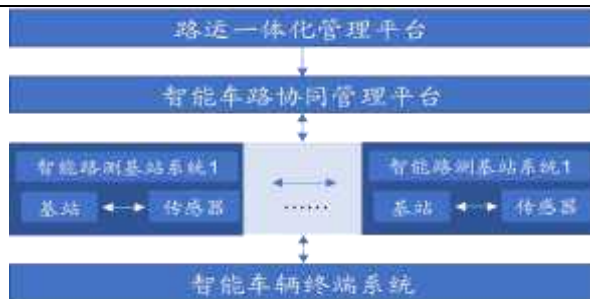 路运一体化管理平台
智能车路协同管理平台
智能路测基站系统1
智能路测基站系统1
基站
传感器
......
基站
传感器
智能车辆终端系统